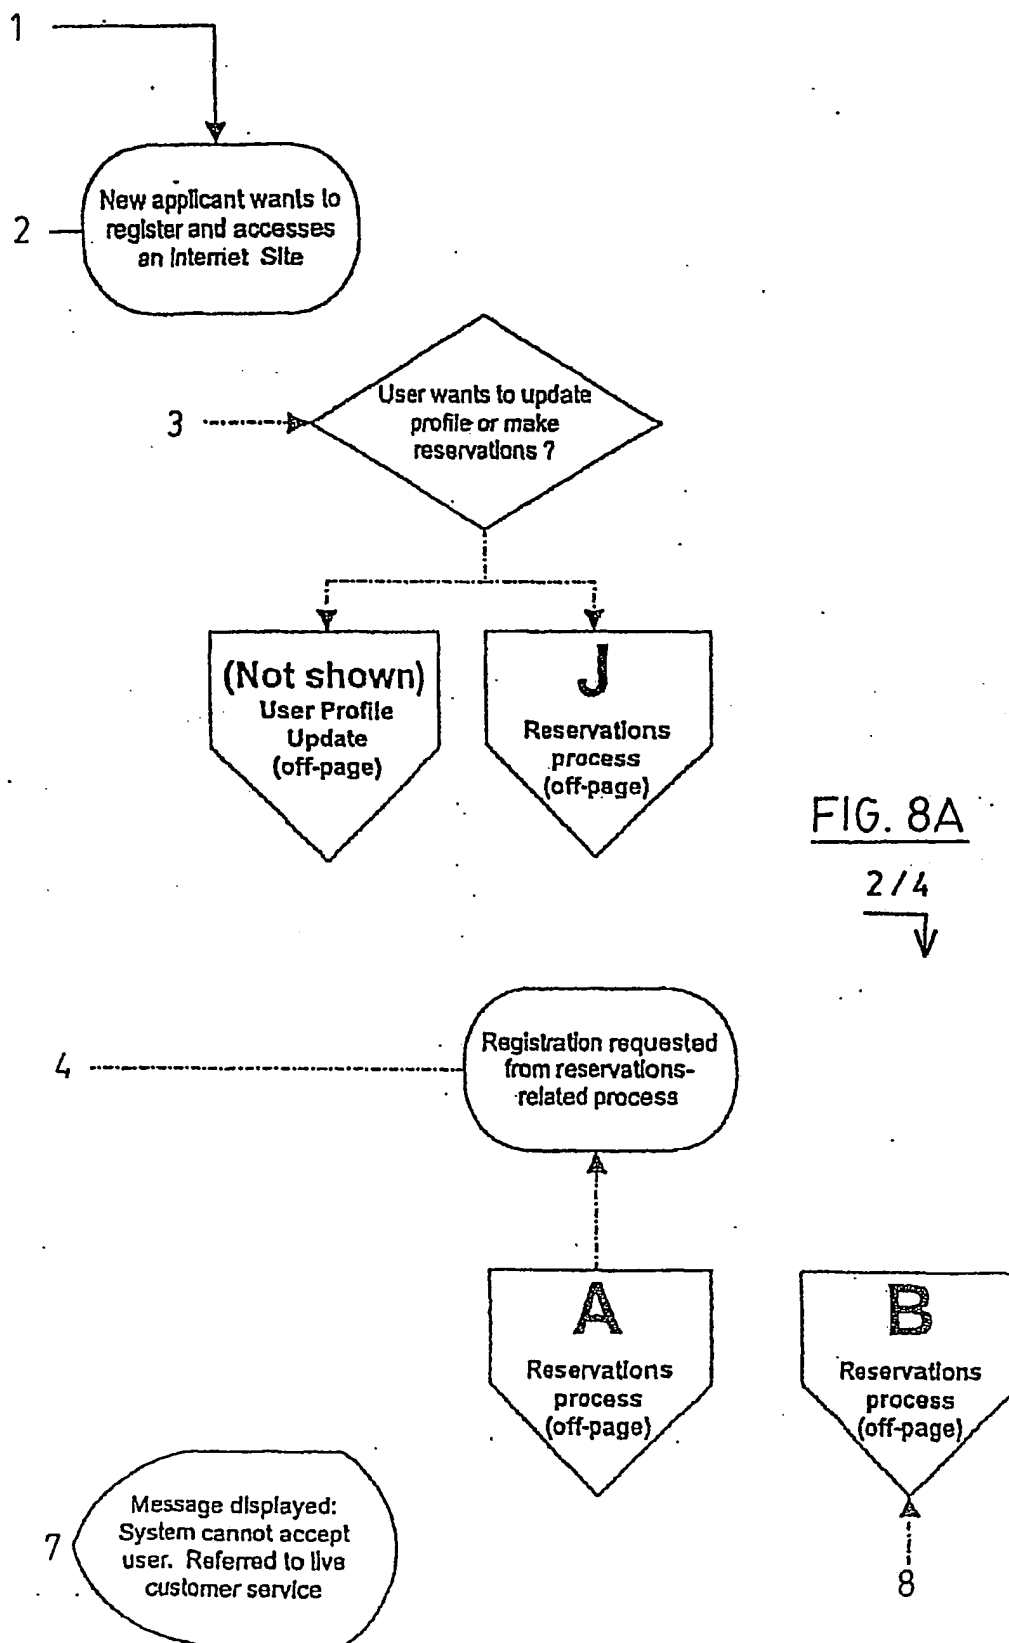 1
2
New applicant wants to
register and accesses
an Internet Site
3
User wants to update
profile or make
reservations ?
(Not shown)
User Profile
Update
(off-page)
J
Reservations
process
(off-page)
FIG. 8A
2/4
4
Registration requested
from reservations-
related process
A
Reservations
process
(off-page)
B
Reservations
process
(off-page)
7
Message displayed:
System cannot accept
user. Referred to live
customer service
8